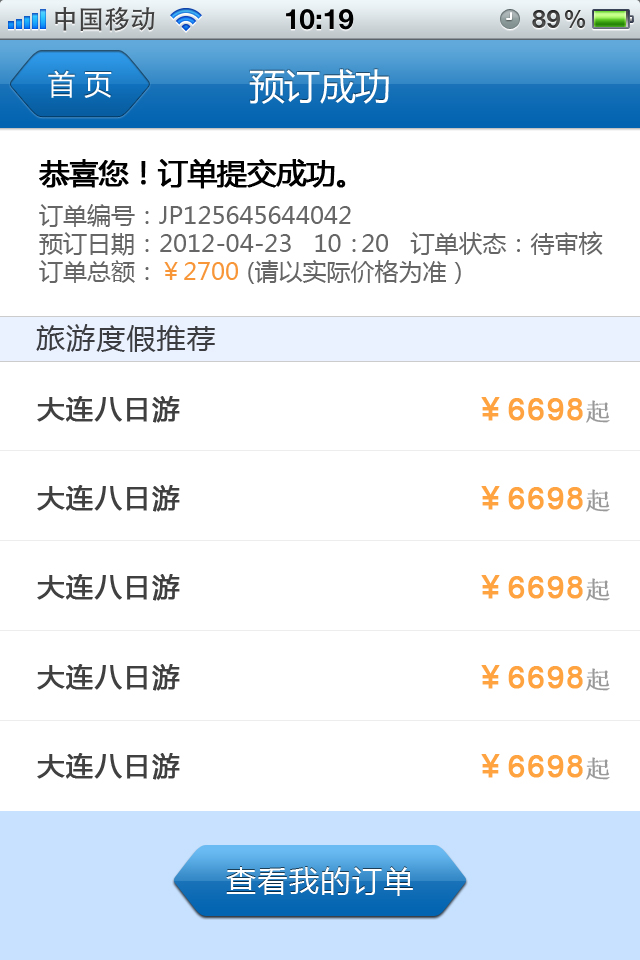 中国移动 10:19 89%
首页 预订成功
恭喜您！订单提交成功。
订单编号：JP125645644042
预订日期：2012-04-23 10：20 订单状态：待审核
订单总额：￥2700 (请以实际价格为准)
旅游度假推荐
大连八日游 ￥6698起
大连八日游 ￥6698起
大连八日游 ￥6698起
大连八日游 ￥6698起
大连八日游 ￥6698起
查看我的订单